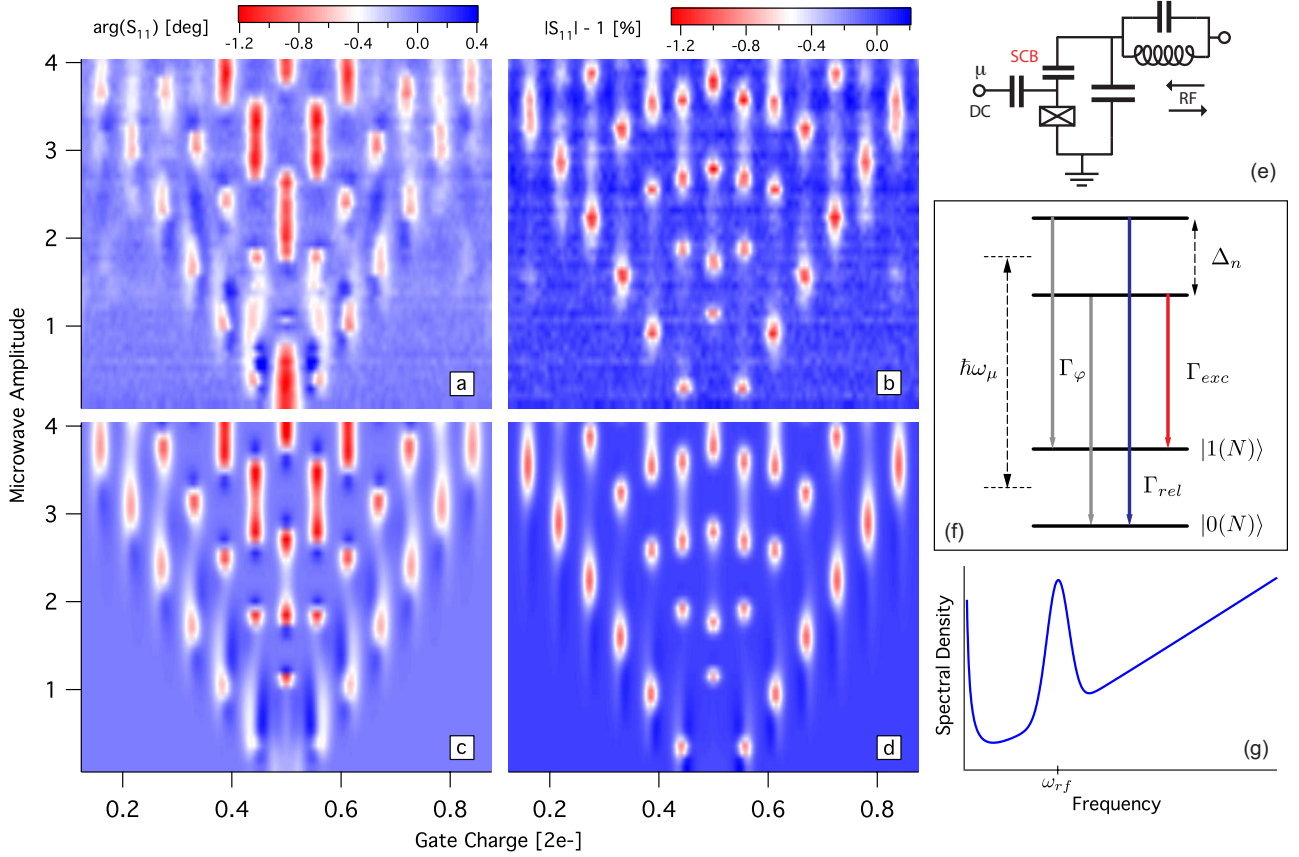 arg(S11) [deg]
-1.2 -0.8 -0.4 0.0 0.4
|S11| - 1 [%]
-1.2 -0.4 0.0
4
3
2
1
a
b
4
3
2
1
c
d
Microwave Amplitude
0.2 0.4 0.6 0.8
0.2 0.4 0.6 0.8
Gate Charge [2e-]
SCB
μ
DC
RF
(e)
Δn
ħωμ
Γφ
Γexc
|1(N)⟩
Γrel
|0(N)⟩
(f)
Spectral Density
(g)
ωrf
Frequency